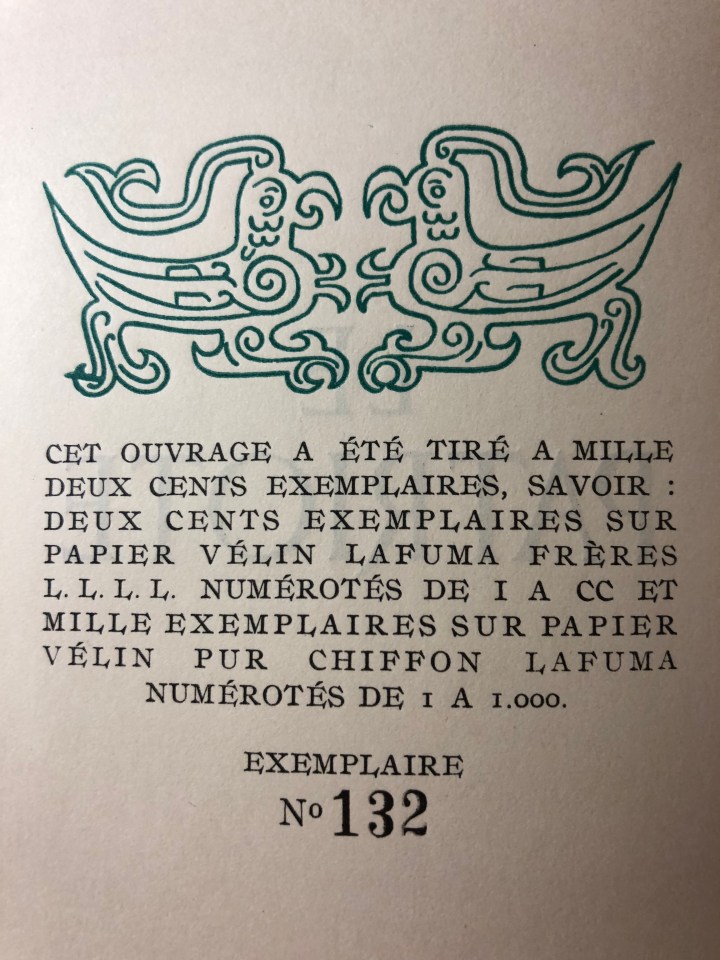 CET OUVRAGE A ÉTÉ TIRÉ A MILLE
DEUX CENTS EXEMPLAIRES, SAVOIR :
DEUX CENTS EXEMPLAIRES SUR
PAPIER VÉLIN LAFUMA FRÈRES
L. L. L. L. NUMÉROTÉS DE I A CC ET
MILLE EXEMPLAIRES SUR PAPIER
VÉLIN PUR CHIFFON LAFUMA
NUMÉROTÉS DE 1 A 1.000.
EXEMPLAIRE
Nº 132